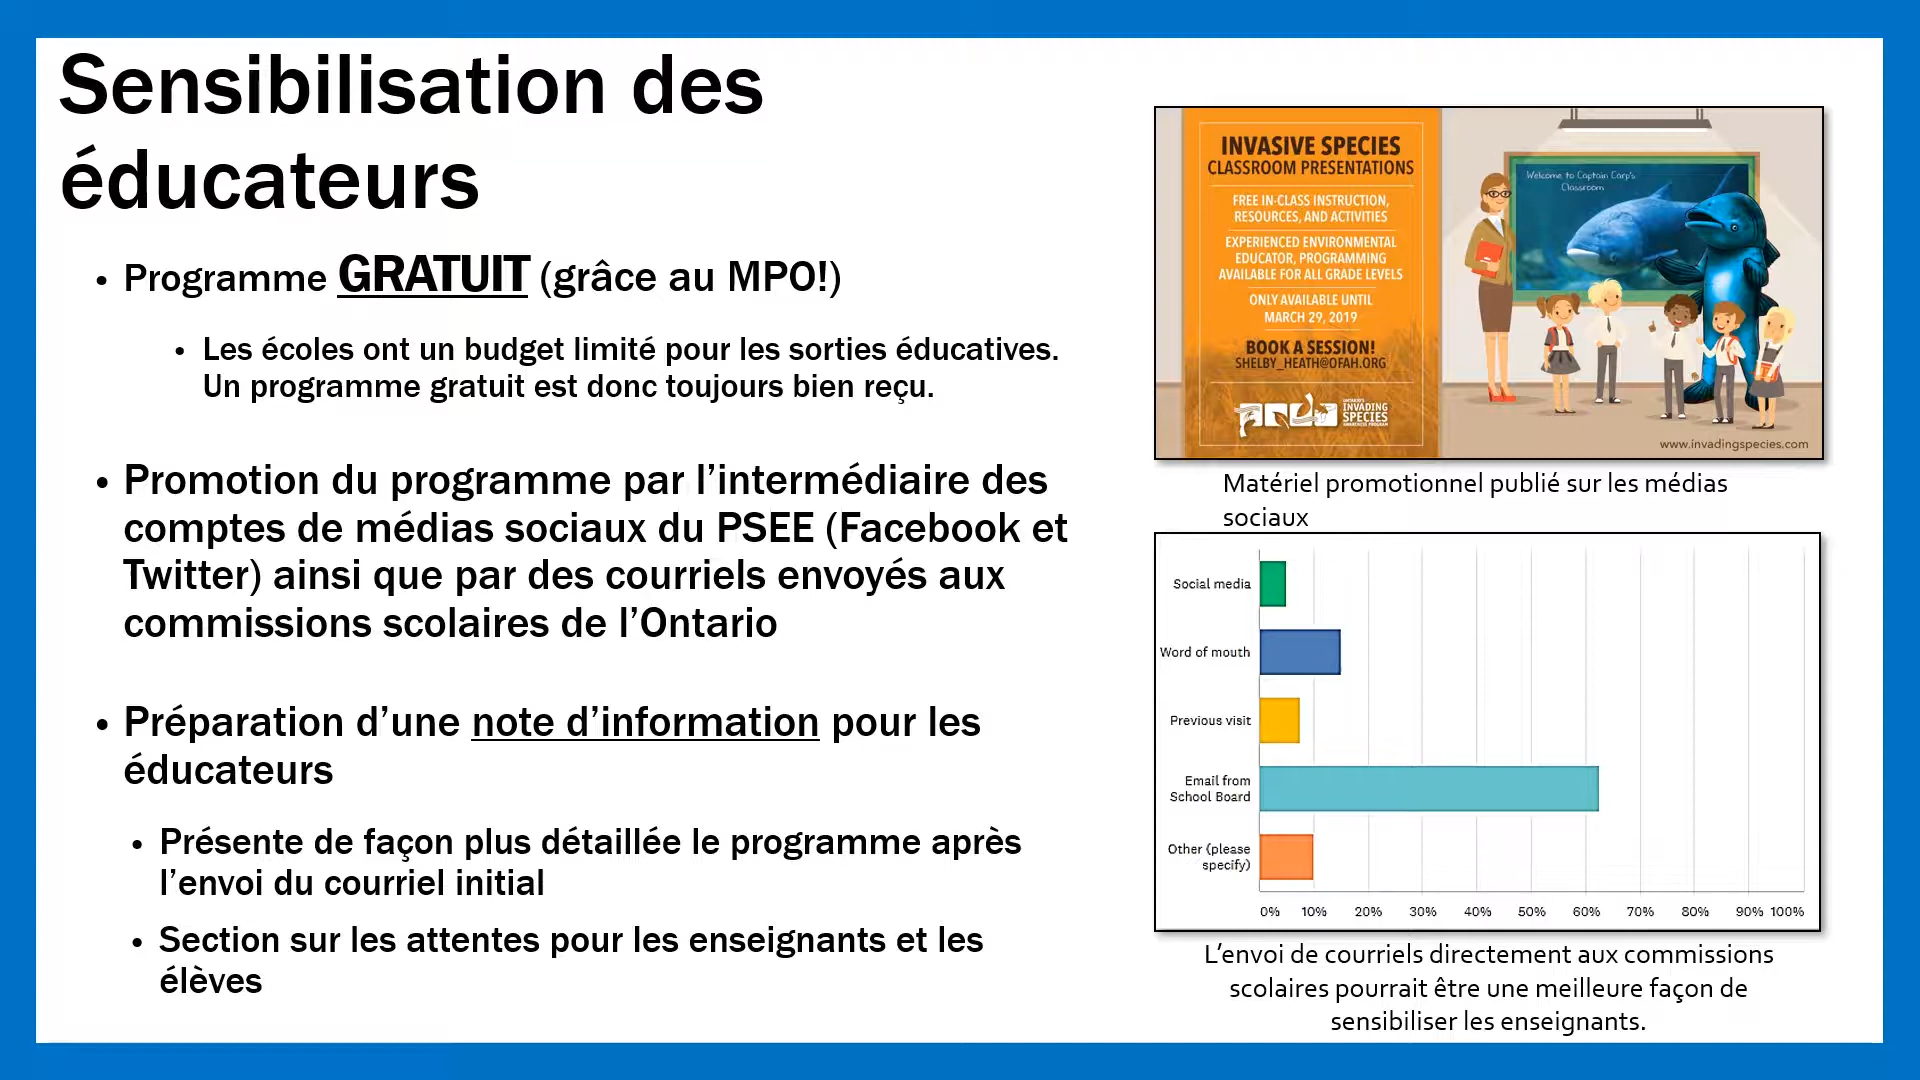 Sensibilisation des
éducateurs
• Programme GRATUIT (grâce au MPO!)
• Les écoles ont un budget limité pour les sorties éducatives.
Un programme gratuit est donc toujours bien reçu.
• Promotion du programme par l’intermédiaire des
comptes de médias sociaux du PSEE (Facebook et
Twitter) ainsi que par des courriels envoyés aux
commissions scolaires de l’Ontario
• Préparation d’une note d’information pour les
éducateurs
• Présente de façon plus détaillée le programme après
l’envoi du courriel initial
• Section sur les attentes pour les enseignants et les
élèves
INVASIVE SPECIES
CLASSROOM PRESENTATIONS
FREE IN-CLASS INSTRUCTION,
RESOURCES, AND ACTIVITIES
EXPERIENCED ENVIRONMENTAL
EDUCATOR, PROGRAMMING
AVAILABLE FOR ALL GRADE LEVELS
ONLY AVAILABLE UNTIL
MARCH 29, 2019
BOOK A SESSION!
SHELBY_HEATH@OFAH.ORG
ONTARIO'S
INVADING
SPECIES
AWARENESS PROGRAM
Welcome to Captain Carp's
Classroom
www.invadingspecies.com
Matériel promotionnel publié sur les médias
sociaux
Social media
Word of mouth
Previous visit
Email from
School Board
Other (please
specify)
0% 10% 20% 30% 40% 50% 60% 70% 80% 90% 100%
L’envoi de courriels directement aux commissions
scolaires pourrait être une meilleure façon de
sensibiliser les enseignants.